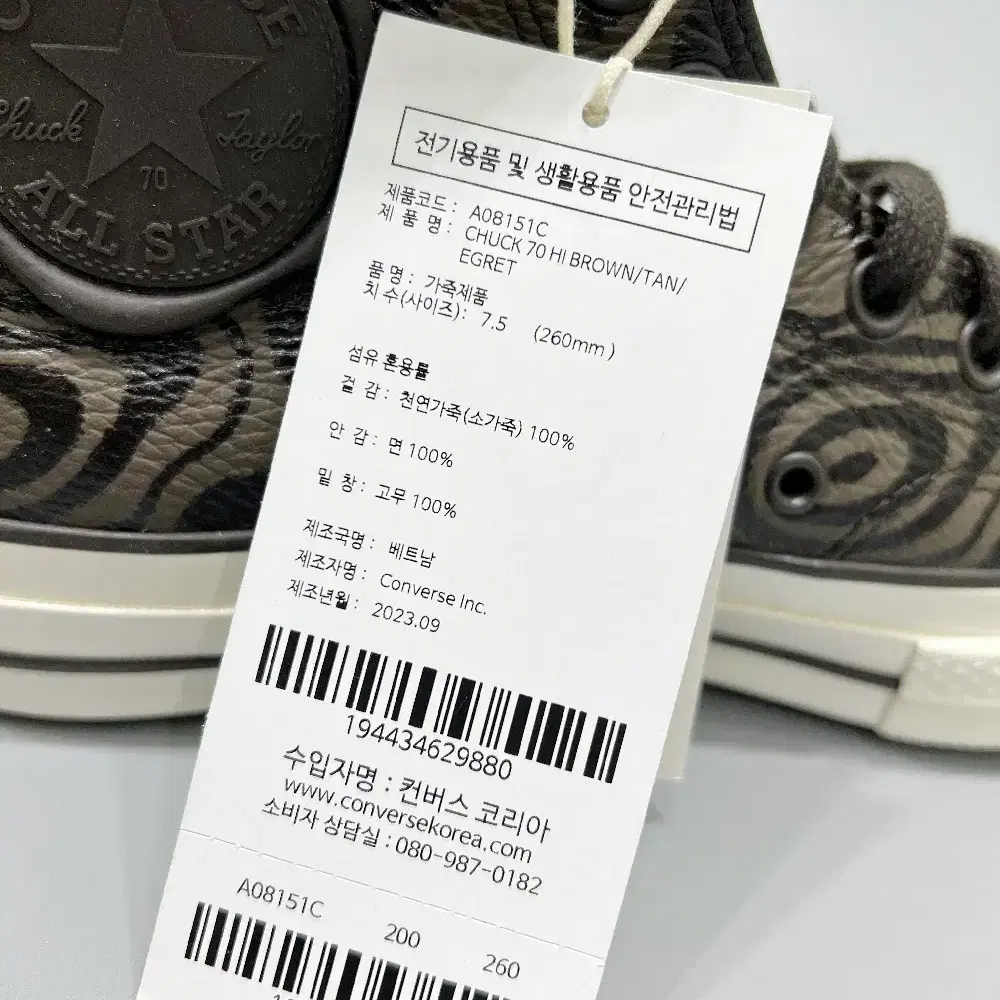 Chuck Taylor
70
ALL STAR
전기용품 및 생활용품 안전관리법
제품코드 : A08151C
제 품 명 : CHUCK 70 HI BROWN/TAN/
EGRET
품 명 : 가죽제품
치 수(사이즈): 7.5 (260mm)
섬유 혼용률
겉 감 : 천연가죽(소가죽) 100%
안 감 : 면 100%
밑 창 : 고무 100%
제조국명 : 베트남
제조자명 : Converse Inc.
제조년월 : 2023.09
194434629880
수입자명 : 컨버스 코리아
www.conversekorea.com
소비자 상담실 : 080-987-0182
A08151C 200 260